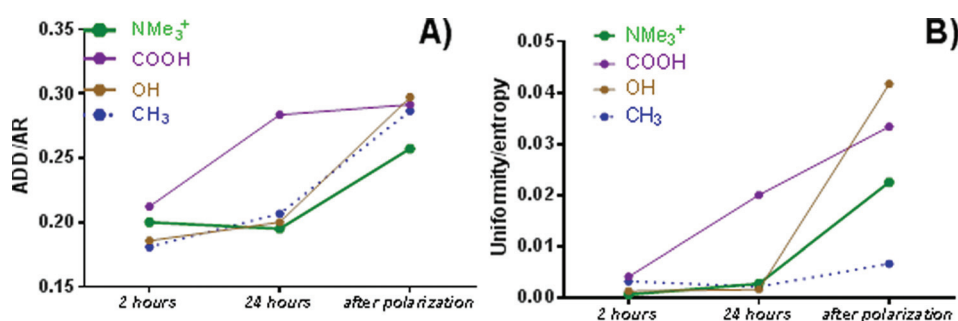 A)
ADD/AR
0.35
0.30
0.25
0.20
0.15
NMe₃⁺
COOH
OH
CH₃
2 hours 24 hours after polarization
B)
Uniformity/entropy
0.05
0.04
0.03
0.02
0.01
0.00
NMe₃⁺
COOH
OH
CH₃
2 hours 24 hours after polarization